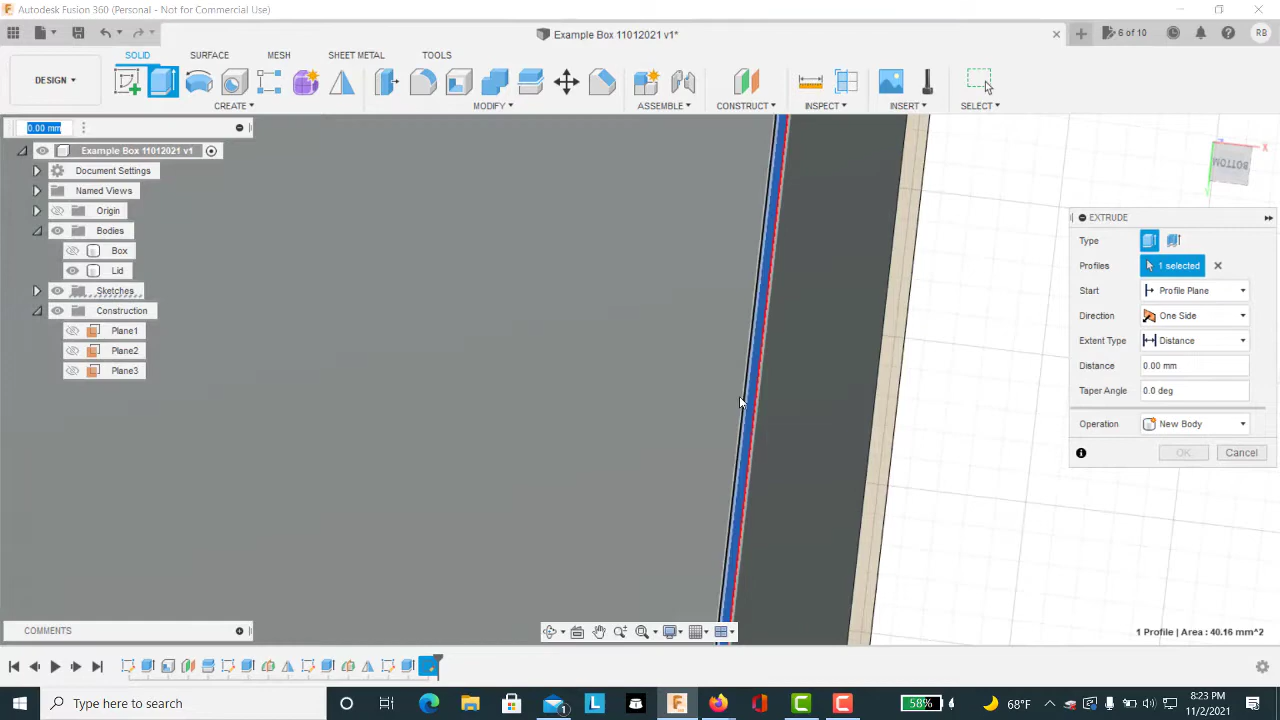 Autodesk Fusion 360 (Personal - Not for Commercial Use)
Example Box 11012021 v1*
6 of 10
RB
DESIGN
SOLID
SURFACE
MESH
SHEET METAL
TOOLS
CREATE
MODIFY
ASSEMBLE
CONSTRUCT
INSPECT
INSERT
SELECT
0.00 mm
Example Box 11012021 v1
Document Settings
Named Views
Origin
Bodies
Box
Lid
Sketches
Construction
Plane1
Plane2
Plane3
BOTTOM
X
Y
Z
EXTRUDE
Type
Profiles 1 selected
Start Profile Plane
Direction One Side
Extent Type Distance
Distance 0.00 mm
Taper Angle 0.0 deg
Operation New Body
OK Cancel
COMMENTS
1 Profile | Area : 40.16 mm^2
Type here to search
1
58%
68°F
8:23 PM
11/2/2021